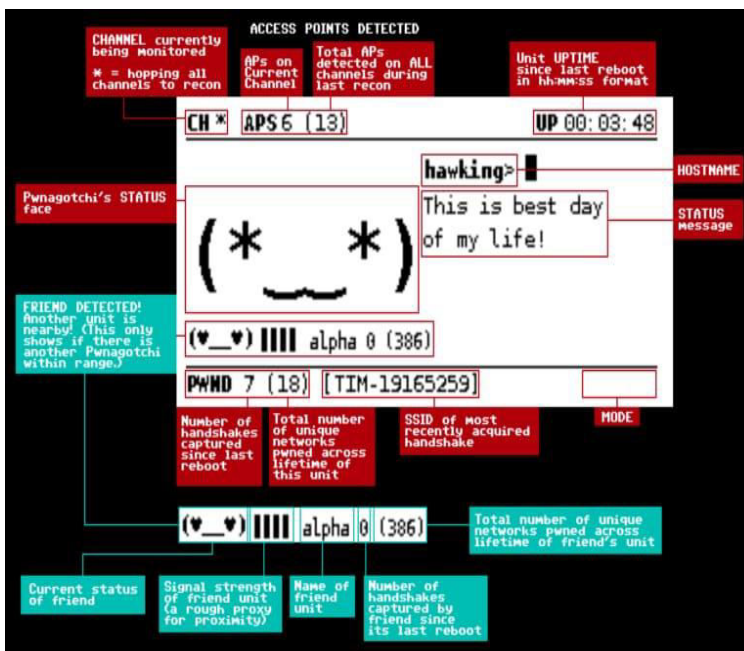 ACCESS POINTS DETECTED
CHANNEL currently
being monitored
* = hopping all
channels to recon
APs on
Current
Channel
Total APs
detected on ALL
channels during
last recon
Unit UPTIME
since last reboot
in hh:mm:ss format
CH * APS 6 (13) UP 00:03:48
hawking>
HOSTNAME
This is best day
of my life!
STATUS
message
Pwnagotchi's STATUS
face
(*‿‿*)
FRIEND DETECTED!
Another unit is
nearby! (This only
shows if there is
another Pwnagotchi
within range.)
(♥__♥) ▌▌▌▌ alpha 0 (386)
PWND 7 (18) [TIM-19165259]
Number of
handshakes
captured
since last
reboot
Total number
of unique
networks
pwned across
lifetime of
this unit
SSID of most
recently acquired
handshake
MODE
(♥__♥) ▌▌▌▌ alpha 0 (386)
Total number of unique
networks pwned across
lifetime of friend's unit
Current status
of friend
Signal strength
of friend unit
(a rough proxy
for proximity)
Name of
friend
unit
Number of
handshakes
captured by
friend since
its last reboot